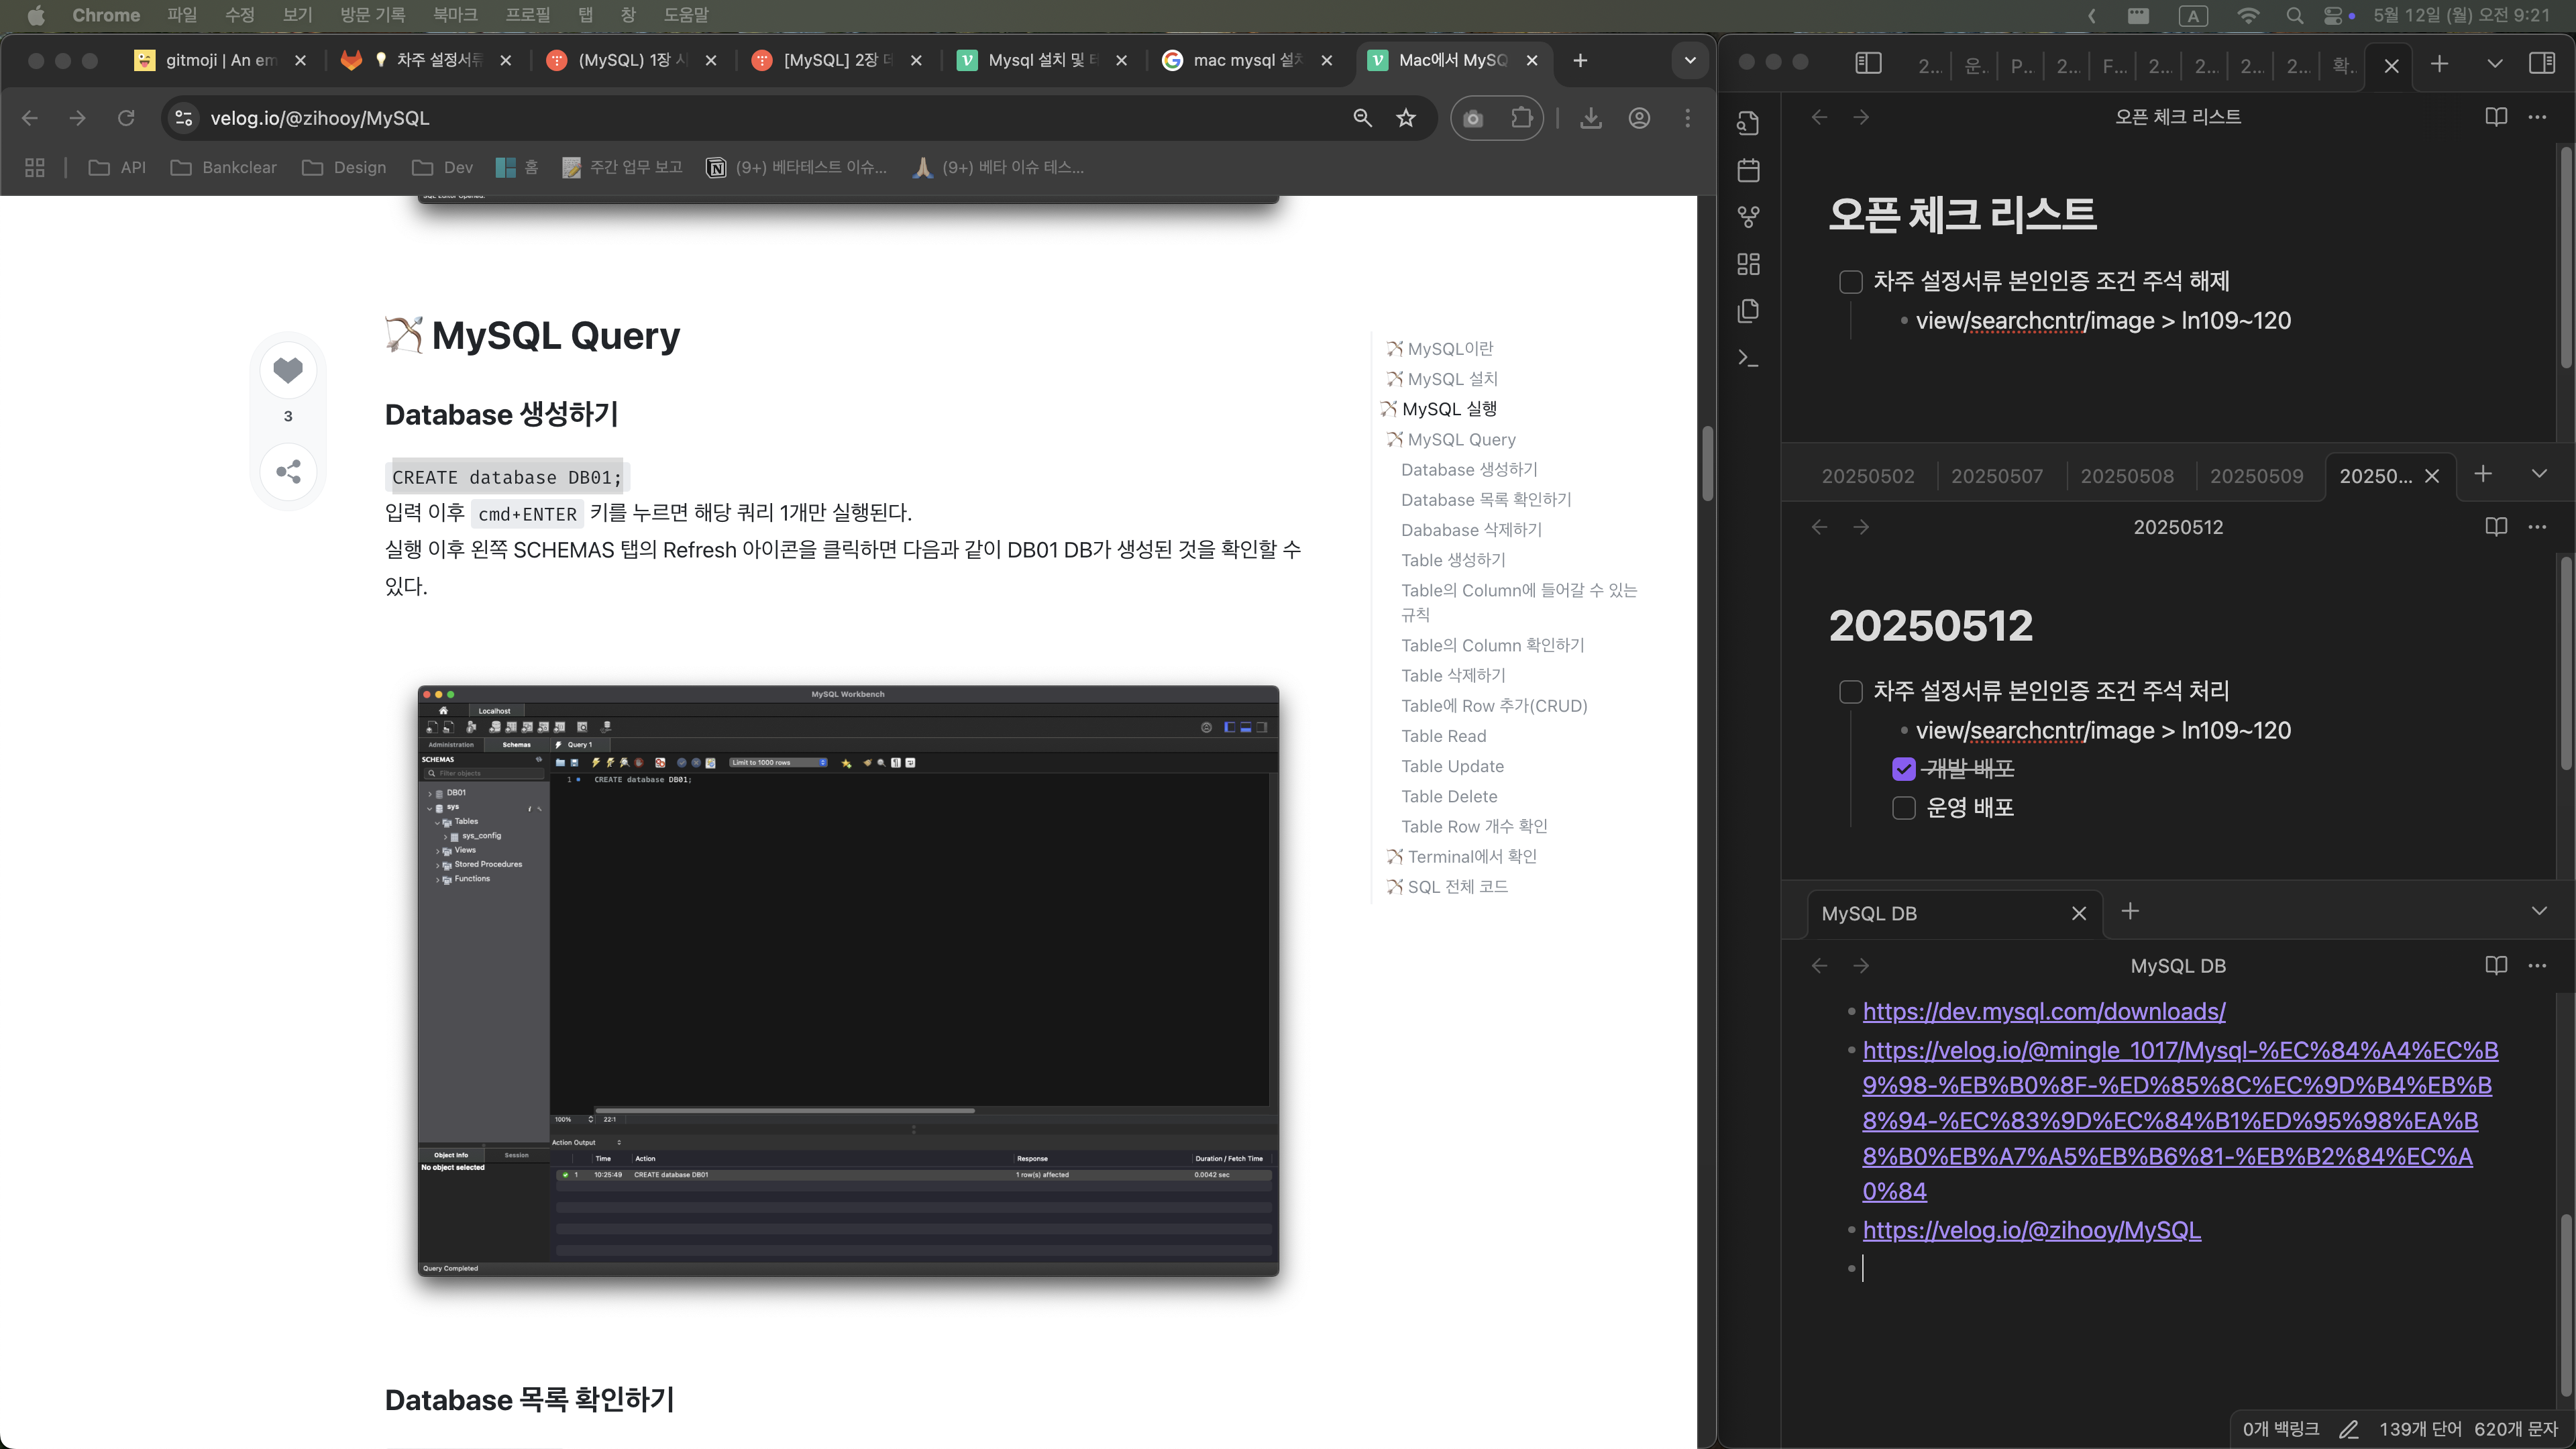 Chrome 파일 수정 보기 방문 기록 북마크 프로필 탭 창 도움말
A 5월 12일 (월) 오전 9:21
gitmoji | An em
차주 설정서류
(MySQL) 1장 시
[MySQL] 2장 데
Mysql 설치 및 테
mac mysql 설치
Mac에서 MySQ
velog.io/@zihooy/MySQL
API
Bankclear
Design
Dev
홈
주간 업무 보고
(9+) 베타테스트 이슈...
(9+) 베타 이슈 테스...
SQL Editor Opened.
MySQL Query
Database 생성하기
CREATE database DB01;
입력 이후 cmd+ENTER 키를 누르면 해당 쿼리 1개만 실행된다.
실행 이후 왼쪽 SCHEMAS 탭의 Refresh 아이콘을 클릭하면 다음과 같이 DB01 DB가 생성된 것을 확인할 수
있다.
3
MySQL Workbench
Localhost
Administration Schemas Query 1
SCHEMAS
Filter objects
Limit to 1000 rows
1 CREATE database DB01;
DB01
sys
Tables
sys_config
Views
Stored Procedures
Functions
100% 22:1
Action Output
Object Info Session
No object selected
Time Action Response Duration / Fetch Time
1 10:25:49 CREATE database DB01 1 row(s) affected 0.0042 sec
Query Completed
Database 목록 확인하기
MySQL이란
MySQL 설치
MySQL 실행
MySQL Query
Database 생성하기
Database 목록 확인하기
Dababase 삭제하기
Table 생성하기
Table의 Column에 들어갈 수 있는
규칙
Table의 Column 확인하기
Table 삭제하기
Table에 Row 추가(CRUD)
Table Read
Table Update
Table Delete
Table Row 개수 확인
Terminal에서 확인
SQL 전체 코드
2... 운.. P... 2... F... 2... 2... 2... 2... 확..
오픈 체크 리스트
오픈 체크 리스트
차주 설정서류 본인인증 조건 주석 해제
view/searchcntr/image > ln109~120
20250502 20250507 20250508 20250509 20250...
20250512
20250512
차주 설정서류 본인인증 조건 주석 처리
view/searchcntr/image > ln109~120
개발 배포
운영 배포
MySQL DB
MySQL DB
https://dev.mysql.com/downloads/
https://velog.io/@mingle_1017/Mysql-%EC%84%A4%EC%B
9%98-%EB%B0%8F-%ED%85%8C%EC%9D%B4%EB%B
8%94-%EC%83%9D%EC%84%B1%ED%95%98%EA%B
8%B0%EB%A7%A5%EB%B6%81-%EB%B2%84%EC%A
0%84
https://velog.io/@zihooy/MySQL
0개 백링크 139개 단어 620개 문자